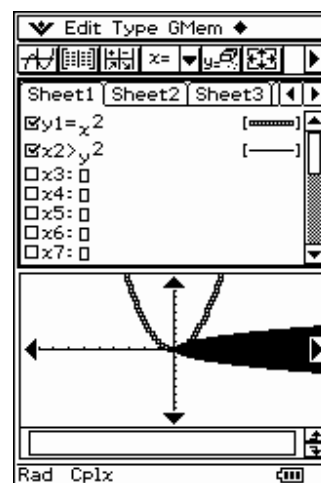 Edit Type GMem
x= y=
Sheet1 Sheet2 Sheet3
y1=x2
x2>y2
x3:
x4:
x5:
x6:
x7:
Rad Cplx